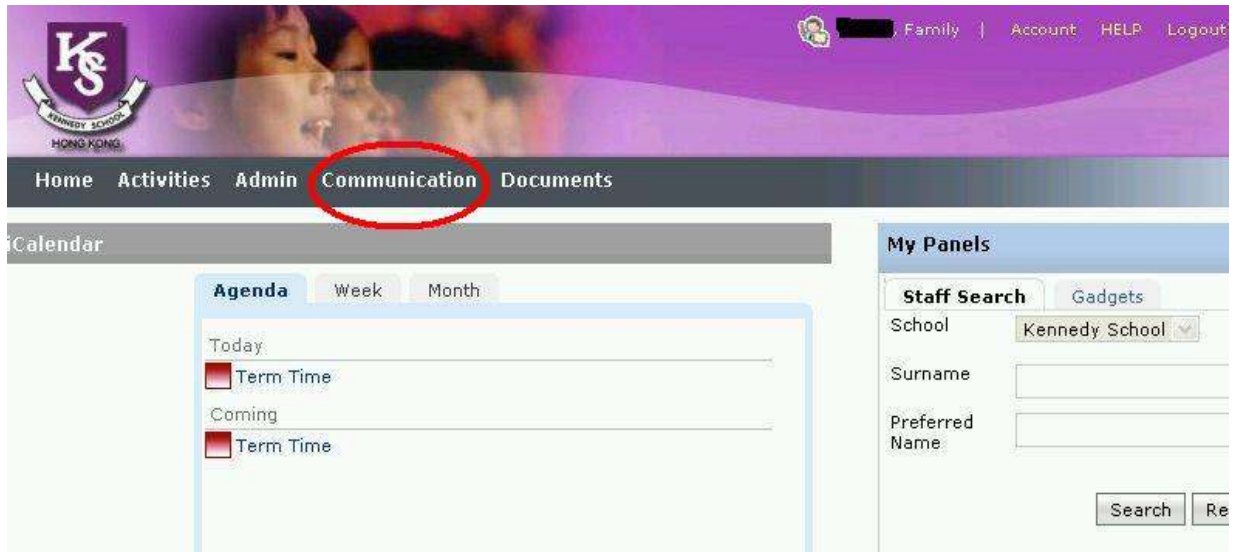 KS
KENNEDY SCHOOL
HONG KONG
, Family | Account HELP Logout
Home Activities Admin Communication Documents
iCalendar
Agenda Week Month
Today
Term Time
Coming
Term Time
My Panels
Staff Search Gadgets
School Kennedy School
Surname
Preferred
Name
Search Re